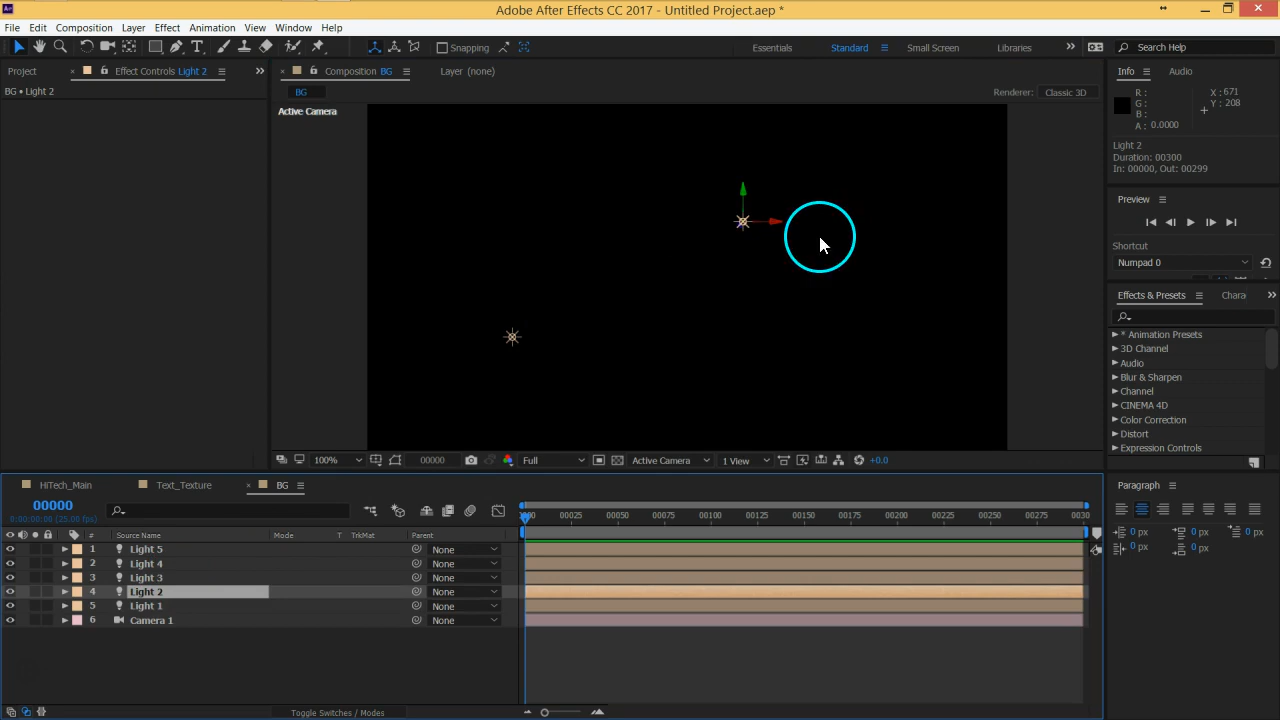 Adobe After Effects CC 2017 - Untitled Project.aep *
File Edit Composition Layer Effect Animation View Window Help
Snapping Essentials Standard Small Screen Libraries Search Help
Project Effect Controls Light 2 Composition BG Layer (none) Info Audio
BG • Light 2
BG Renderer: Classic 3D
Active Camera
R:
G:
B:
A: 0.0000
X: 671
Y: 208
Light 2
Duration: 00300
In: 00000, Out: 00299
Preview
Shortcut
Numpad 0
Effects & Presets Chara
* Animation Presets
3D Channel
Audio
Blur & Sharpen
Channel
CINEMA 4D
Color Correction
Distort
Expression Controls
100% 00000 Full Active Camera 1 View +0.0
HiTech_Main Text_Texture BG
Paragraph
00000
0:00:00:00 (25.00 fps)
00025 00050 00075 00100 00125 00150 00175 00200 00225 00250 00275 0030
# Source Name Mode T TrkMat Parent
1 Light 5 None
2 Light 4 None
3 Light 3 None
4 Light 2 None
5 Light 1 None
6 Camera 1 None
0 px 0 px 0 px
0 px 0 px
Toggle Switches / Modes